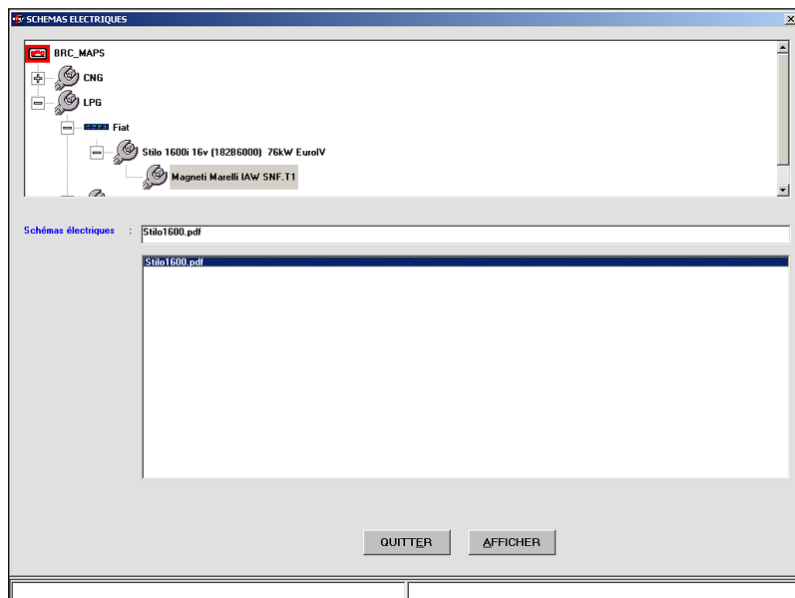 SCHEMAS ELECTRIQUES
BRC_MAPS
CNG
LPG
Fiat
Stilo 1600i 16v (182B6000) 76kW EuroIV
Magneti Marelli IAW SNF.T1
Schémas électriques : Stilo1600.pdf
Stilo1600.pdf
QUITTER AFFICHER